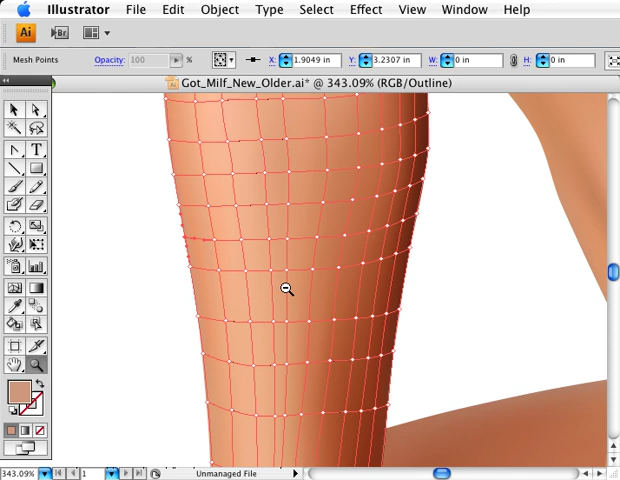 Illustrator File Edit Object Type Select Filter Effect View Window Help
Ai Br
Mesh Points Opacity: 100 % X: 1.9049 in Y: 3.2307 in W: 0 in H: 0 in
Got_Milf_New_Older.ai* @ 343.09% (RGB/Outline)
T
343.09% 1 Unmanaged File